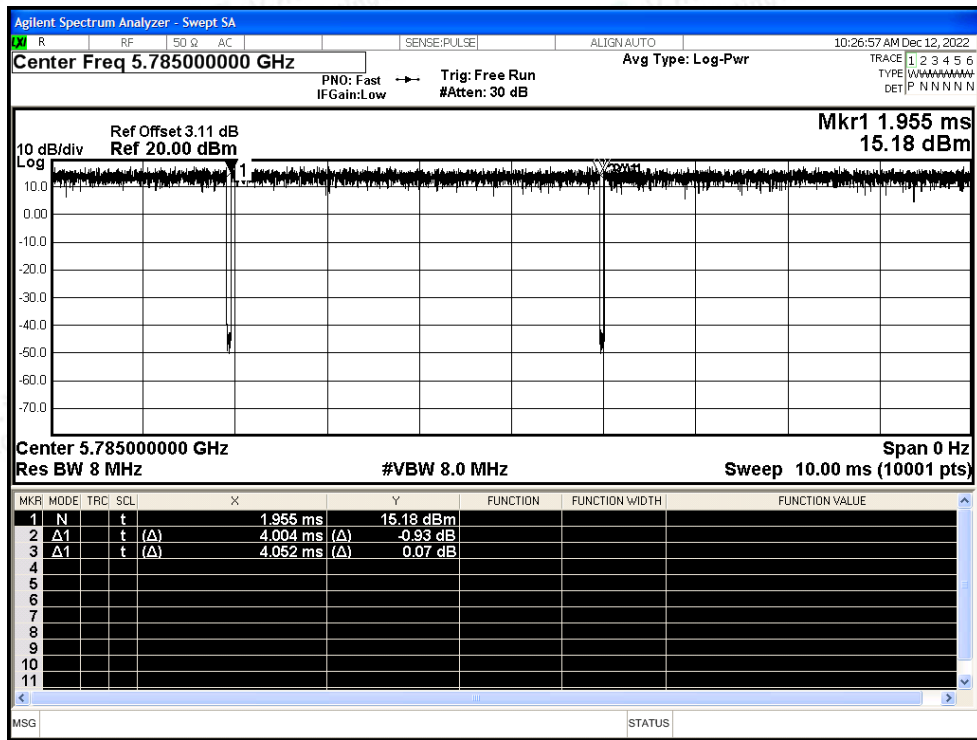 Agilent Spectrum Analyzer - Swept SA
LXI R RF 50 Ω AC SENSE:PULSE ALIGN AUTO 10:26:57 AM Dec 12, 2022
Center Freq 5.785000000 GHz
PNO: Fast
IFGain:Low
Trig: Free Run
#Atten: 30 dB
Avg Type: Log-Pwr
TRACE 1 2 3 4 5 6
TYPE WWWWWWW
DET P N N N N N
Mkr1 1.955 ms
15.18 dBm
Ref Offset 3.11 dB
10 dB/div Ref 20.00 dBm
Log
1
10.0
0.00
-10.0
-20.0
-30.0
-40.0
-50.0
-60.0
-70.0
Center 5.785000000 GHz Span 0 Hz
Res BW 8 MHz #VBW 8.0 MHz Sweep 10.00 ms (10001 pts)
MKR MODE TRC SCL X Y FUNCTION FUNCTION WIDTH FUNCTION VALUE
1 N t 1.955 ms 15.18 dBm
2 Δ1 t (Δ) 4.004 ms (Δ) -0.93 dB
3 Δ1 t (Δ) 4.052 ms (Δ) 0.07 dB
4
5
6
7
8
9
10
11
MSG STATUS